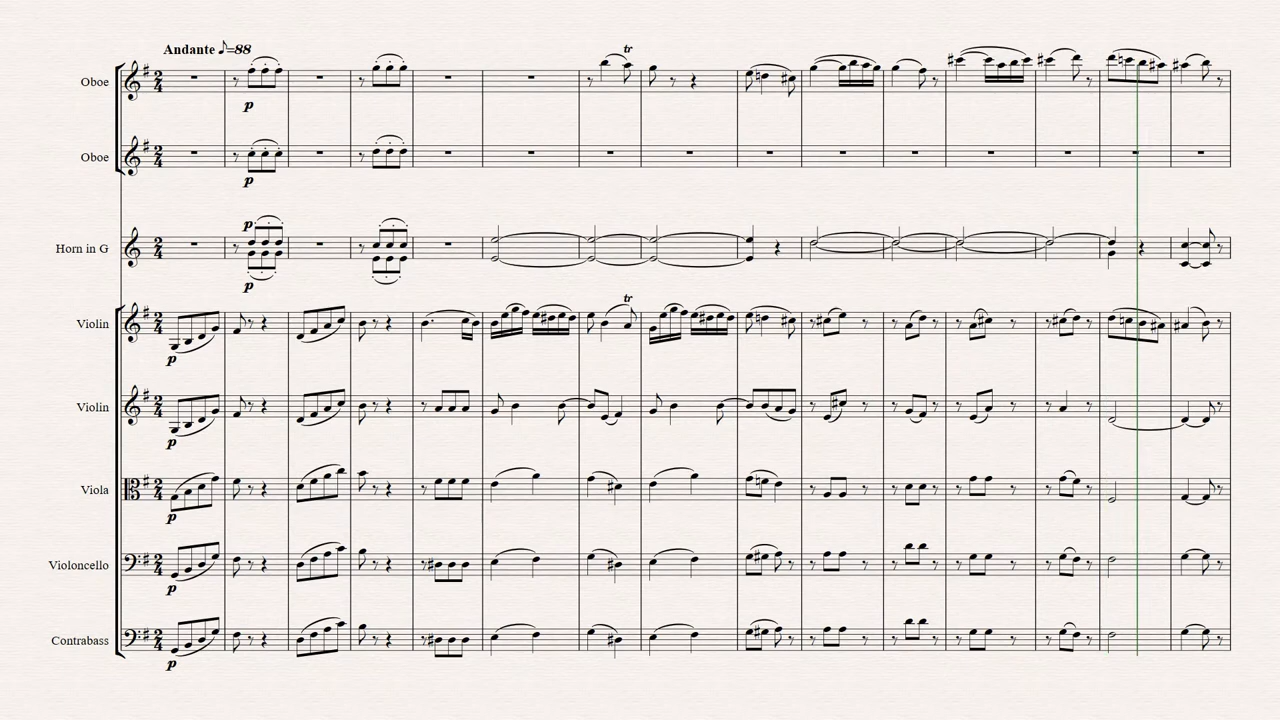 Andante ♪=88
tr
Oboe
p
Oboe
p
p
Horn in G
p
tr
Violin
p
Violin
p
Viola
p
Violoncello
p
Contrabass
p